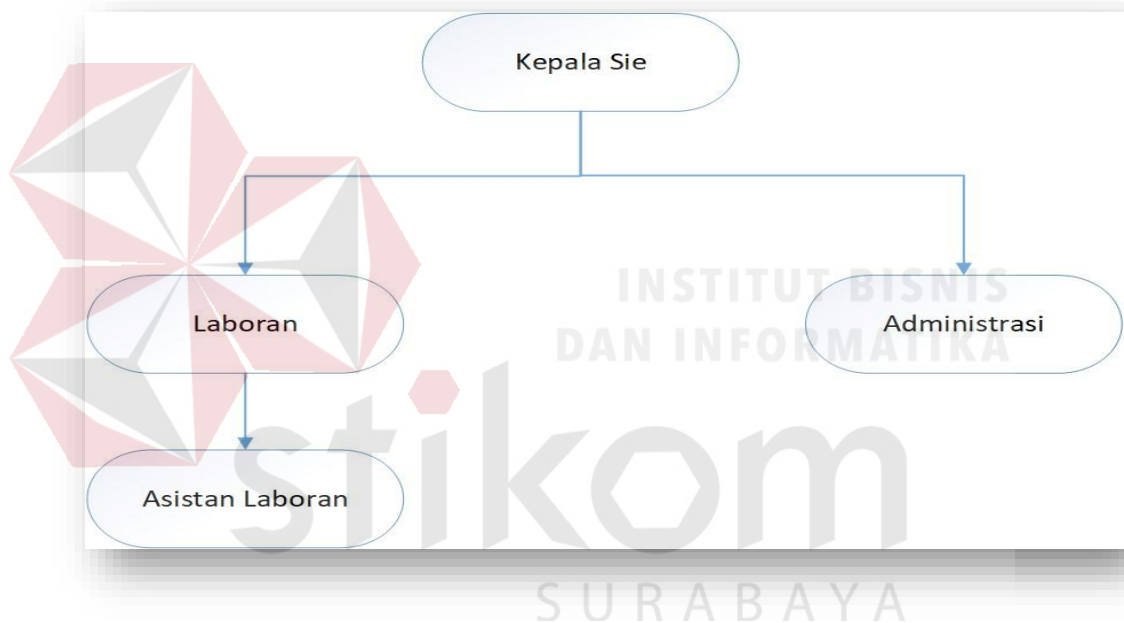 Kepala Sie
INSTITUT BISNIS
DAN INFORMATIKA
Laboran
Administrasi
Asistan Laboran
stikom
SURABAYA